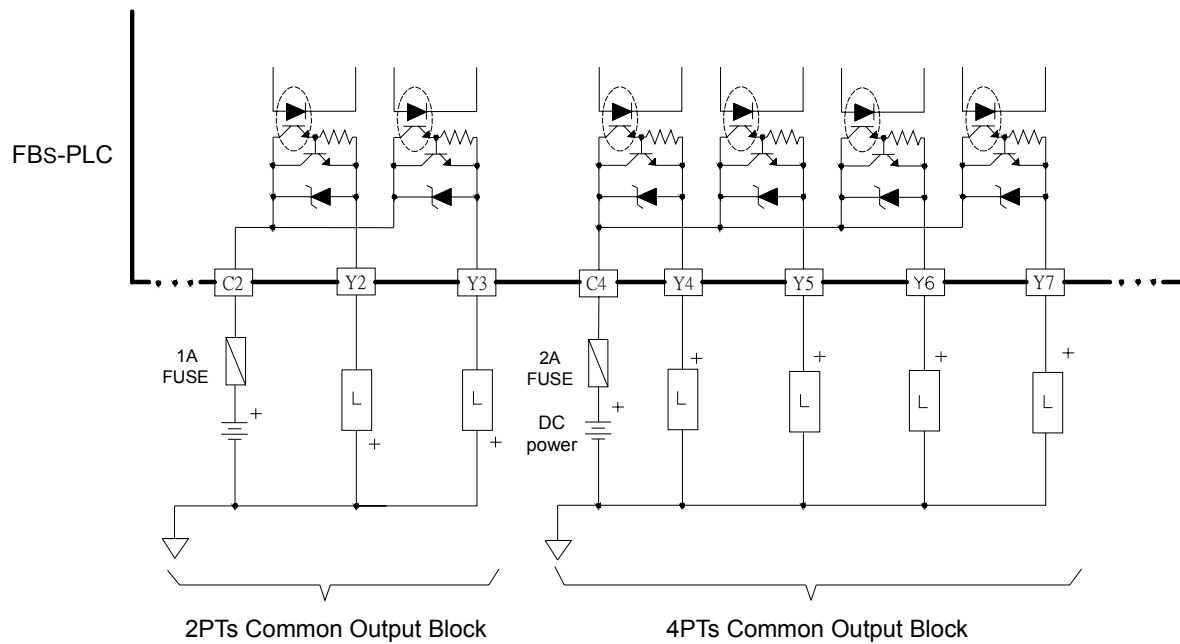 FBs-PLC
C2
Y2
Y3
C4
Y4
Y5
Y6
Y7
1A
FUSE
+
L
+
L
+
2A
FUSE
DC
power
+
+
L
+
L
+
L
+
L
2PTs Common Output Block
4PTs Common Output Block